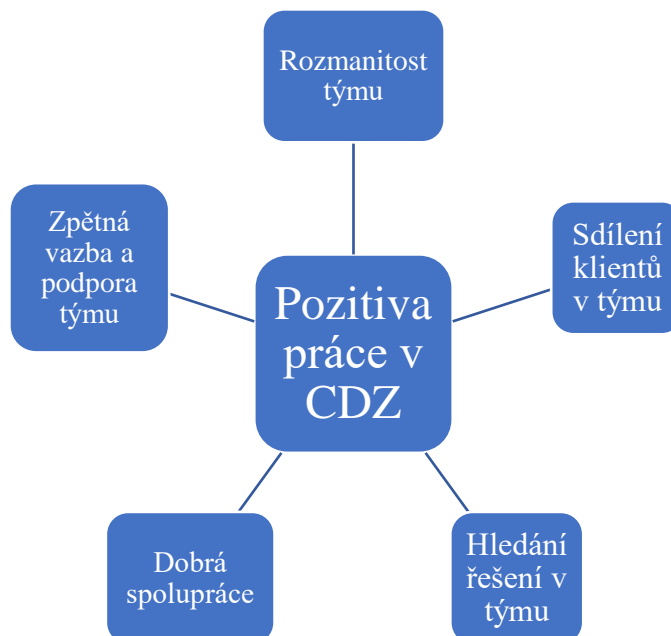 Rozmanitost
týmu
Zpětná
vazba a
podpora
týmu
Sdílení
klientů
v týmu
Pozitiva
práce v
CDZ
Dobrá
spolupráce
Hledání
řešení v
týmu